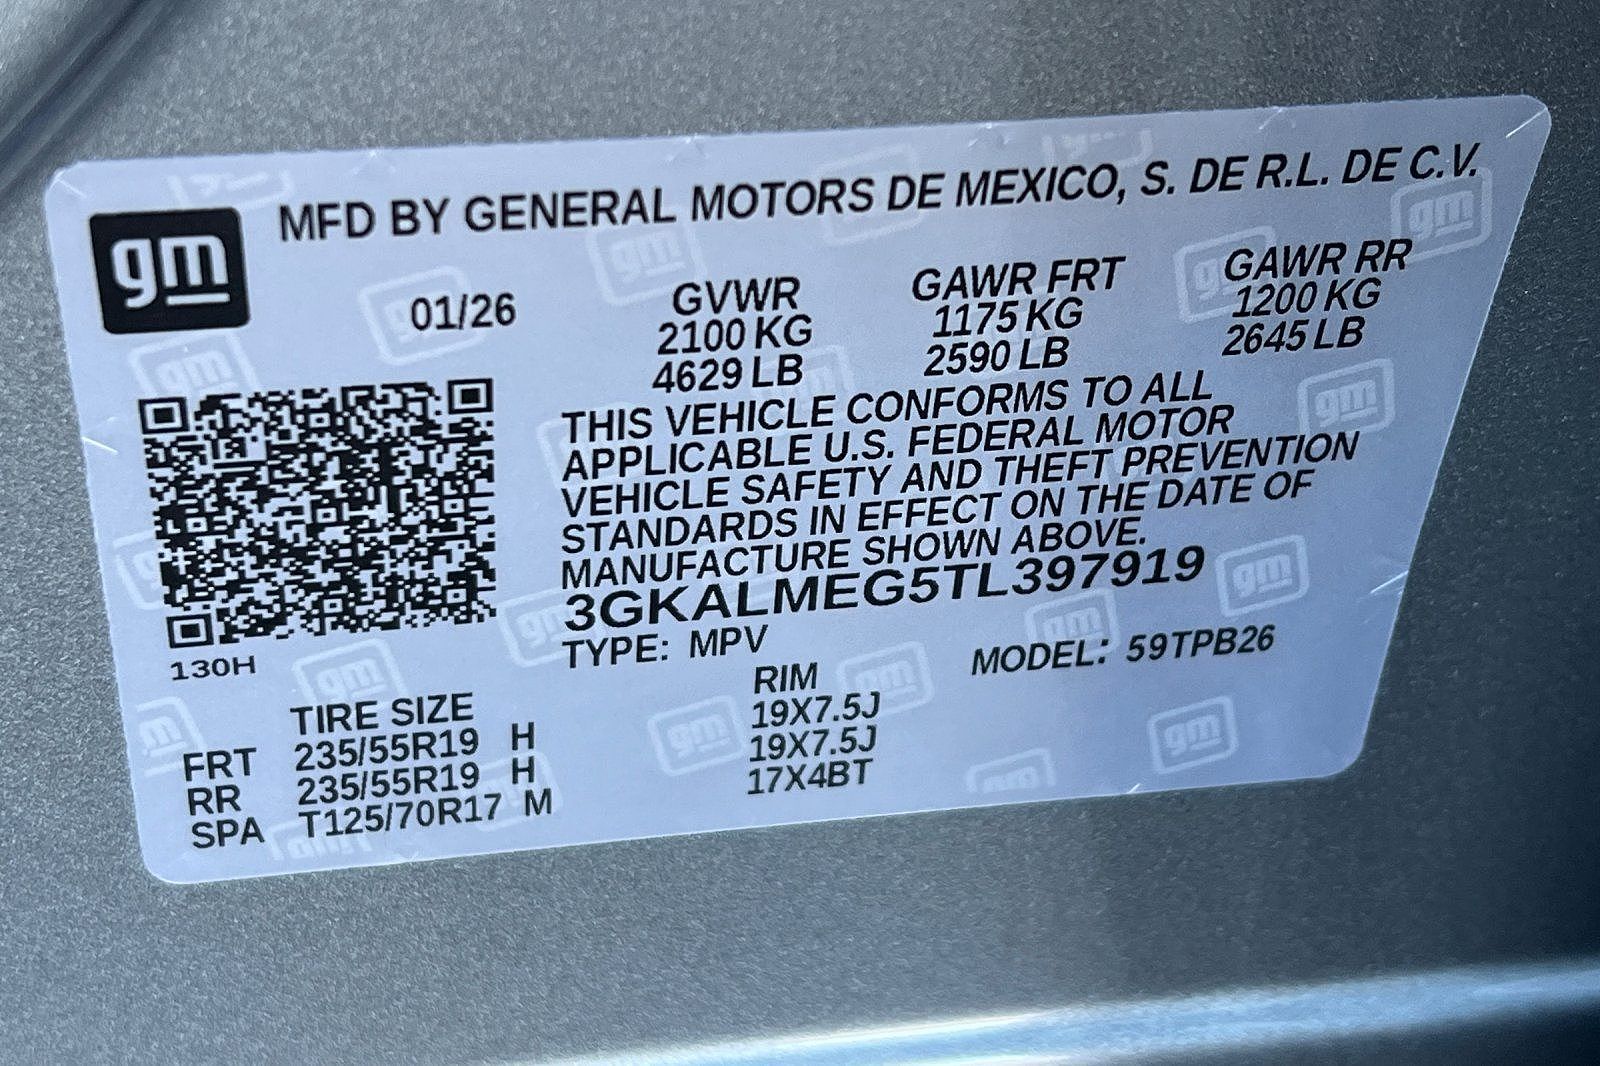 gm
MFD BY GENERAL MOTORS DE MEXICO, S. DE R.L. DE C.V.
01/26
GVWR
2100 KG
4629 LB
GAWR FRT
1175 KG
2590 LB
GAWR RR
1200 KG
2645 LB
THIS VEHICLE CONFORMS TO ALL
APPLICABLE U.S. FEDERAL MOTOR
VEHICLE SAFETY AND THEFT PREVENTION
STANDARDS IN EFFECT ON THE DATE OF
MANUFACTURE SHOWN ABOVE.
3GKALMEG5TL397919
TYPE: MPV
MODEL: 59TPB26
130H
TIRE SIZE RIM
FRT 235/55R19 H 19X7.5J
RR 235/55R19 H 19X7.5J
SPA T125/70R17 M 17X4BT